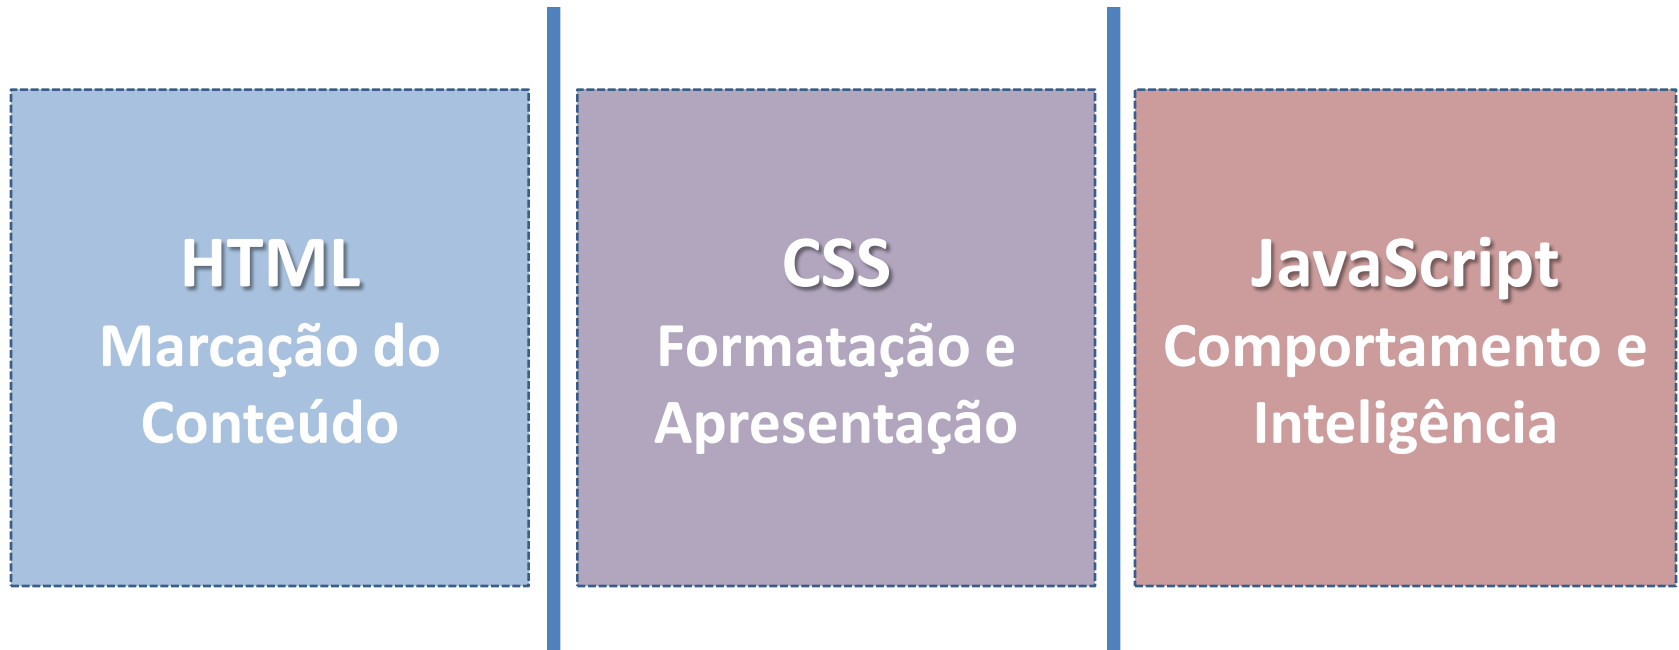 HTML
Marcação do
Conteúdo
CSS
Formatação e
Apresentação
JavaScript
Comportamento e
Inteligência